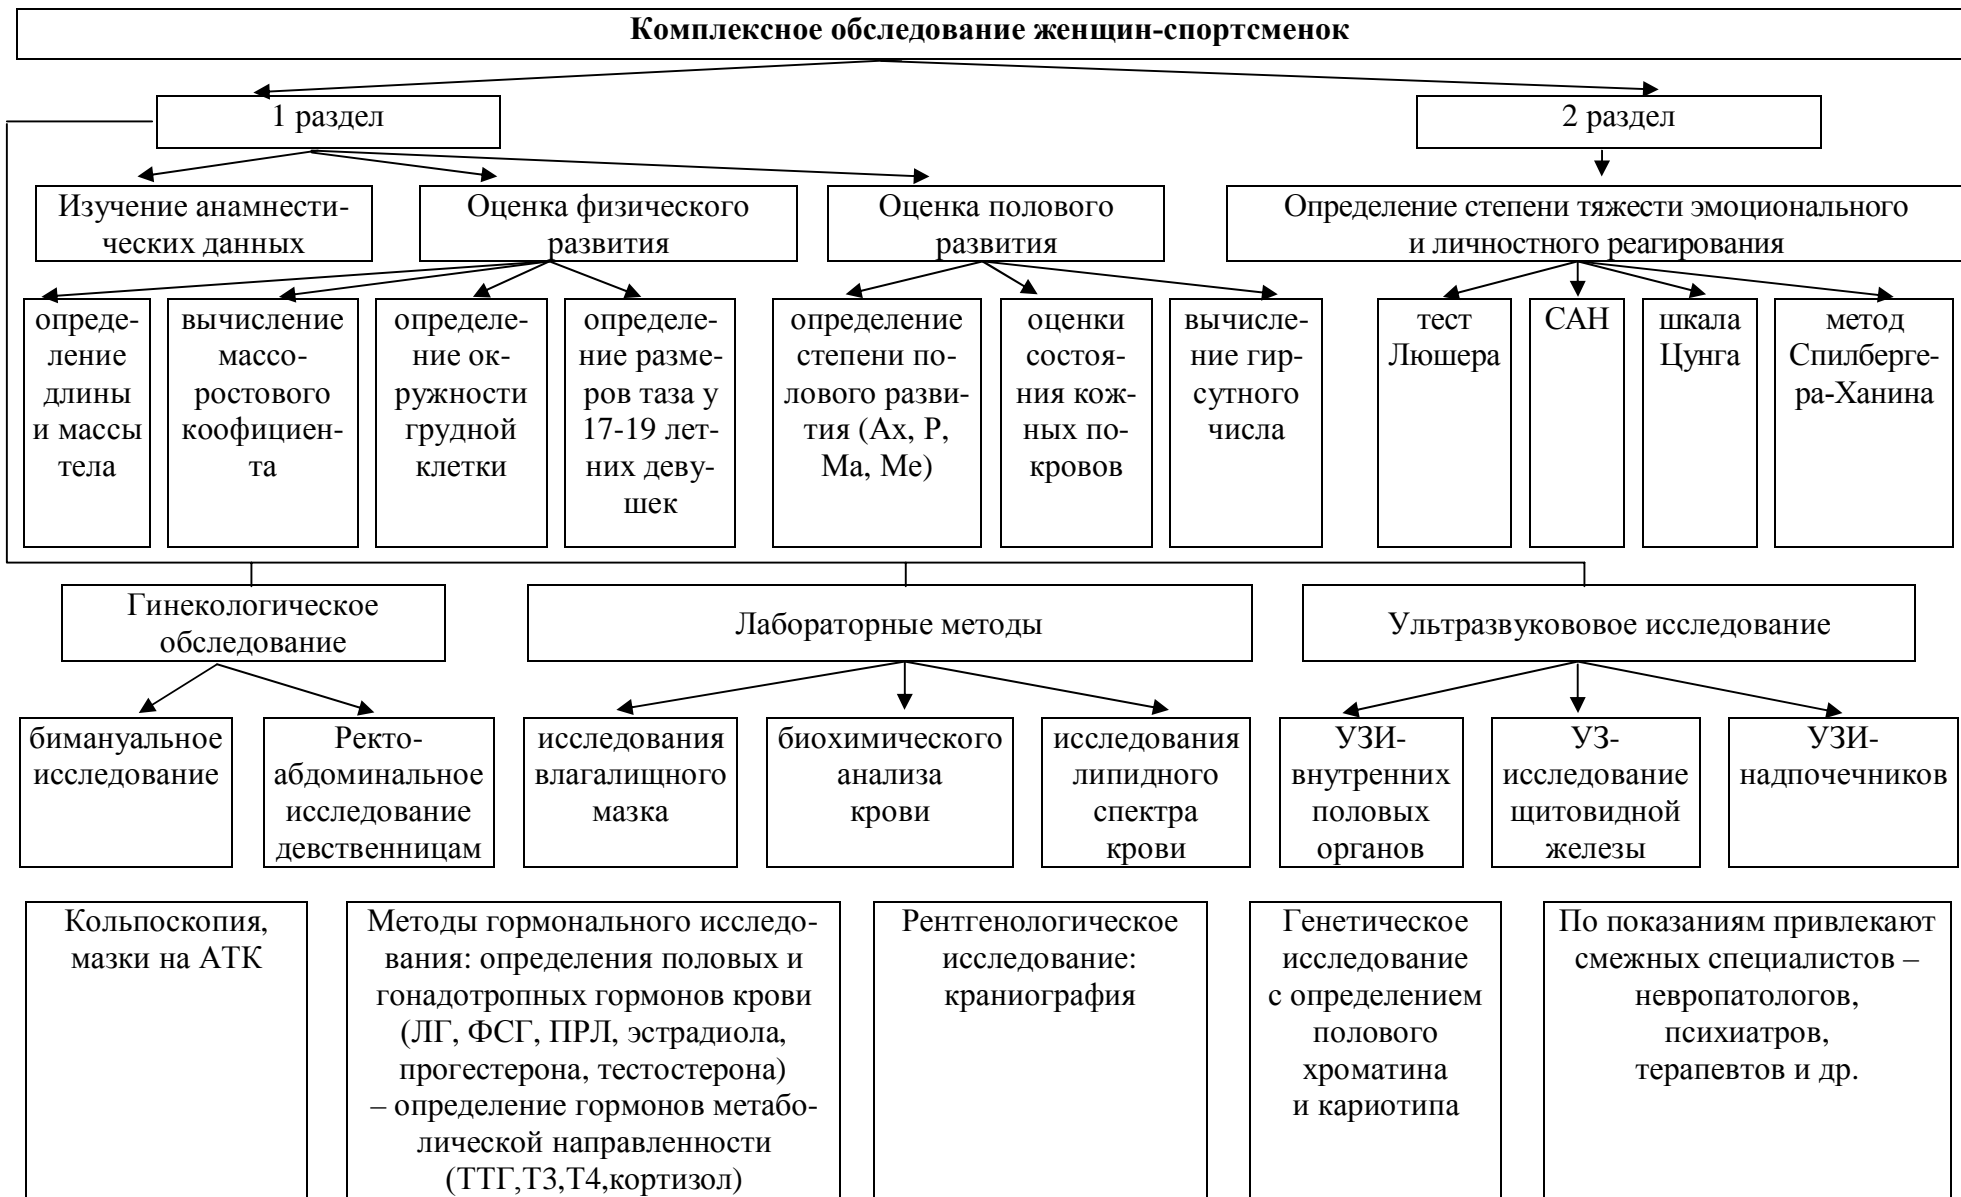 Комплексное обследование женщин-спортсменок
1 раздел
2 раздел
Изучение анамнести-
ческих данных
Оценка физического
развития
Оценка полового
развития
Определение степени тяжести эмоционального
и личностного реагирования
опреде-
ление
длины
и массы
тела
вычисление
массо-
ростового
коофициен-
та
определе-
ние ок-
ружности
грудной
клетки
определе-
ние разме-
ров таза у
17-19 лет-
них деву-
шек
определение
степени по-
лового разви-
тия (Ах, Р,
Ма, Ме)
оценки
состоя-
ния кож-
ных по-
кровов
вычисле-
ние гир-
сутного
числа
тест
Люшера
САН
шкала
Цунга
метод
Спилберге-
ра-Ханина
Гинекологическое
обследование
Лабораторные методы
Ультразвукововое исследование
бимануальное
исследование
Ректо-
абдоминальное
исследование
девственницам
исследования
влагалищного
мазка
биохимического
анализа
крови
исследования
липидного
спектра
крови
УЗИ-
внутренних
половых
органов
УЗ-
исследование
щитовидной
железы
УЗИ-
надпочечников
Кольпоскопия,
мазки на АТК
Методы гормонального исследо-
вания: определения половых и
гонадотропных гормонов крови
(ЛГ, ФСГ, ПРЛ, эстрадиола,
прогестерона, тестостерона)
– определение гормонов метабо-
лической направленности
(ТТГ,Т3,Т4,кортизол)
Рентгенологическое
исследование:
краниография
Генетическое
исследование
с определением
полового
хроматина
и кариотипа
По показаниям привлекают
смежных специалистов –
невропатологов,
психиатров,
терапевтов и др.